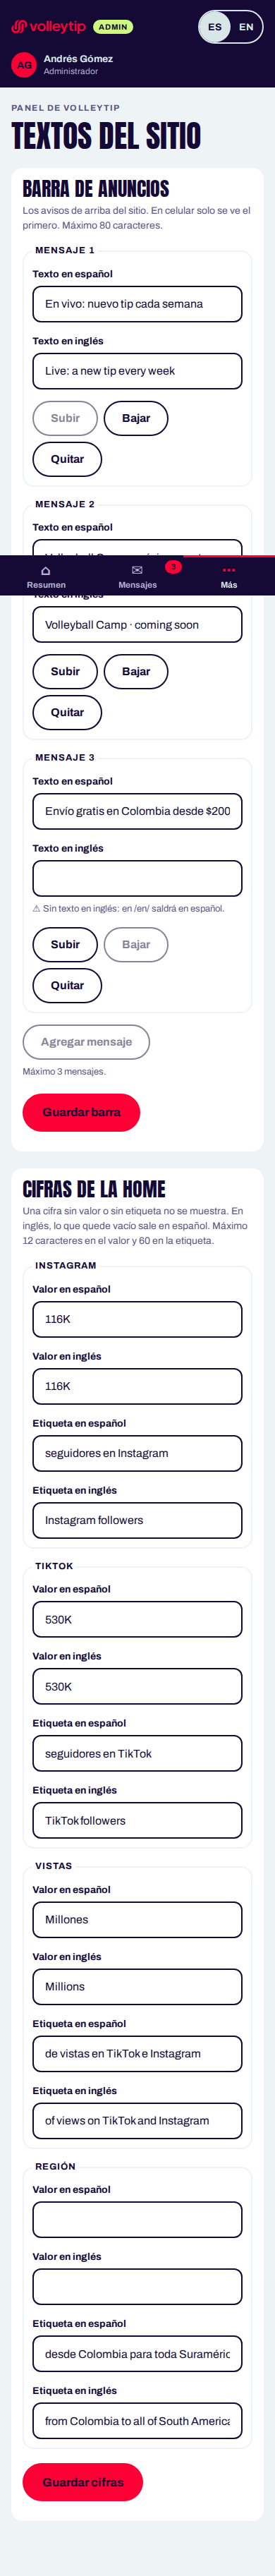 volleytip ADMIN ES EN
AG Andrés Gómez
Administrador
PANEL DE VOLLEYTIP
TEXTOS DEL SITIO
BARRA DE ANUNCIOS
Los avisos de arriba del sitio. En celular solo se ve el
primero. Máximo 80 caracteres.
MENSAJE 1
Texto en español
En vivo: nuevo tip cada semana
Texto en inglés
Live: a new tip every week
Subir Bajar
Quitar
MENSAJE 2
Texto en español
3
Resumen Mensajes Más
Texto en inglés
Volleyball Camp · coming soon
Subir Bajar
Quitar
MENSAJE 3
Texto en español
Envío gratis en Colombia desde $200
Texto en inglés
⚠ Sin texto en inglés: en /en/ saldrá en español.
Subir Bajar
Quitar
Agregar mensaje
Máximo 3 mensajes.
Guardar barra
CIFRAS DE LA HOME
Una cifra sin valor o sin etiqueta no se muestra. En
inglés, lo que quede vacío sale en español. Máximo
12 caracteres en el valor y 60 en la etiqueta.
INSTAGRAM
Valor en español
116K
Valor en inglés
116K
Etiqueta en español
seguidores en Instagram
Etiqueta en inglés
Instagram followers
TIKTOK
Valor en español
530K
Valor en inglés
530K
Etiqueta en español
seguidores en TikTok
Etiqueta en inglés
TikTok followers
VISTAS
Valor en español
Millones
Valor en inglés
Millions
Etiqueta en español
de vistas en TikTok e Instagram
Etiqueta en inglés
of views on TikTok and Instagram
REGIÓN
Valor en español
Valor en inglés
Etiqueta en español
desde Colombia para toda Suraméric
Etiqueta en inglés
from Colombia to all of South America
Guardar cifras